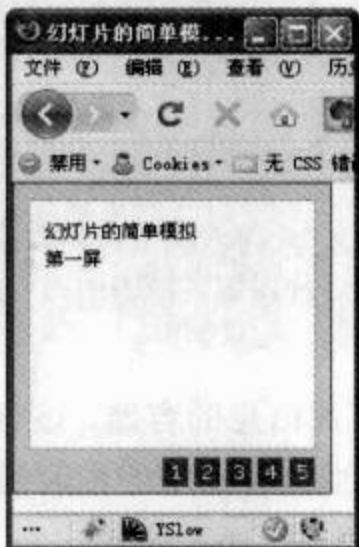 幻灯片的简单模...
文件 (F) 编辑 (E) 查看 (V) 历
禁用 Cookies 无 CSS 错
幻灯片的简单模拟
第一屏
1 2 3 4 5
... YSlow